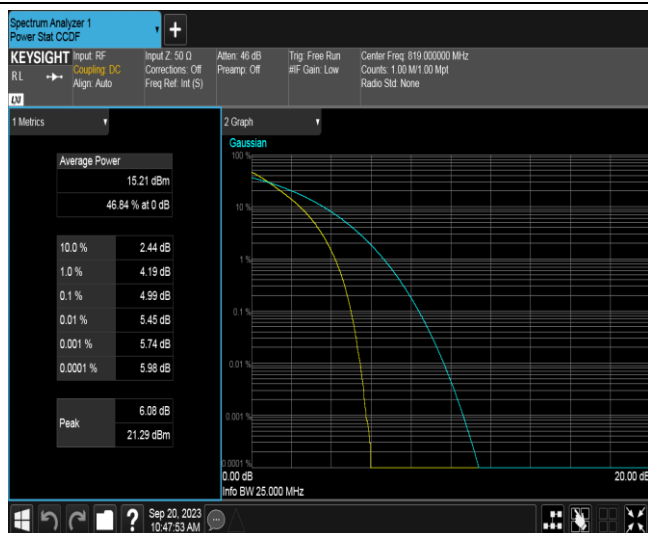 Spectrum Analyzer 1
Power Stat CCDF
+
KEYSIGHT
RL
LXI
Input: RF
Coupling: DC
Align: Auto
Input Z: 50 Ω
Corrections: Off
Freq Ref: Int (S)
Atten: 46 dB
Preamp: Off
Trig: Free Run
#IF Gain: Low
Center Freq: 819.000000 MHz
Counts: 1.00 M/1.00 Mpt
Radio Std: None
1 Metrics
Average Power
15.21 dBm
46.84 % at 0 dB
10.0 % 2.44 dB
1.0 % 4.19 dB
0.1 % 4.99 dB
0.01 % 5.45 dB
0.001 % 5.74 dB
0.0001 % 5.98 dB
Peak
6.08 dB
21.29 dBm
2 Graph
Gaussian
100 %
10 %
1 %
0.1 %
0.01 %
0.001 %
0.0001 %
0.00 dB 20.00 dB
Info BW 25.000 MHz
?
Sep 20, 2023
10:47:53 AM